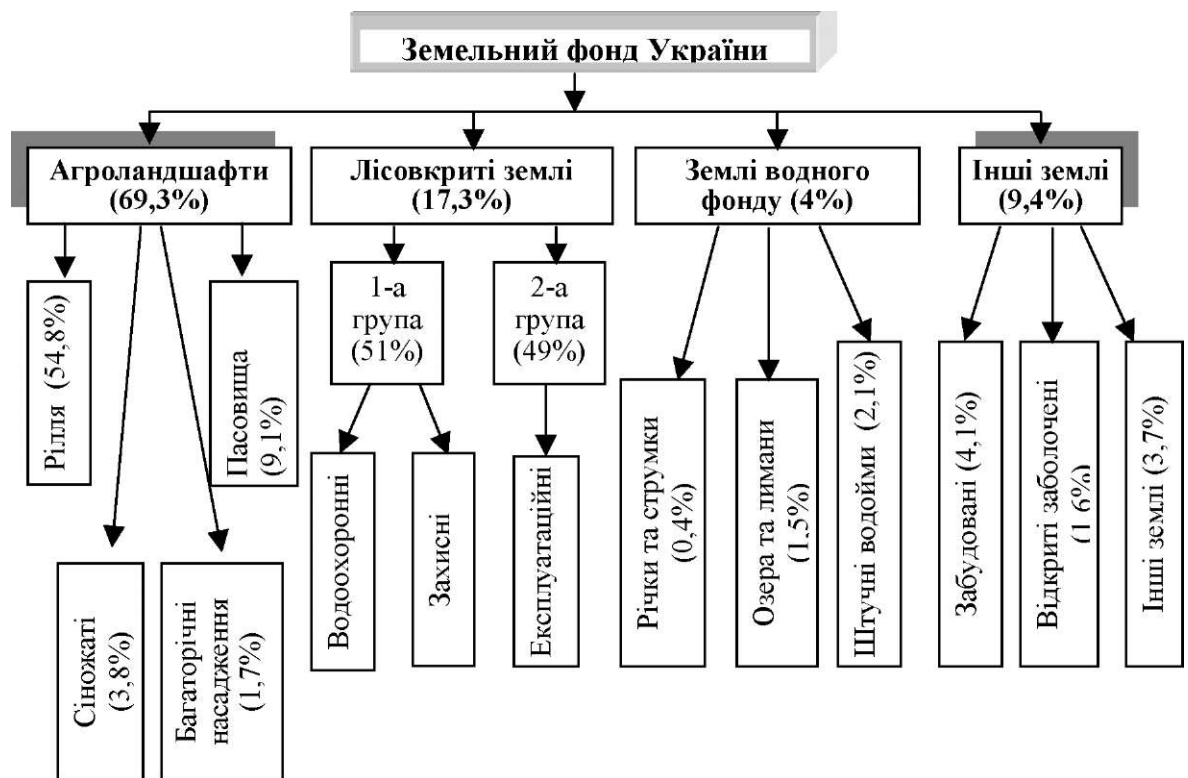 Земельний фонд України
Агроландшафти
(69,3%)
Лісовкриті землі
(17,3%)
Землі водного
фонду (4%)
Інші землі
(9,4%)
Рілля (54,8%)
Пасовища
(9,1%)
Сіножаті
(3,8%)
Багаторічні
насадження
(1,7%)
1-а
група
(51%)
2-а
група
(49%)
Водоохоронні
Захисні
Експлуатаційні
Річки та струмки
(0,4%)
Озера та лимани
(1.5%)
Штучні водойми (2,1%)
Забудовані (4,1%)
Відкриті заболочені
(1 6%)
Інші землі (3,7%)